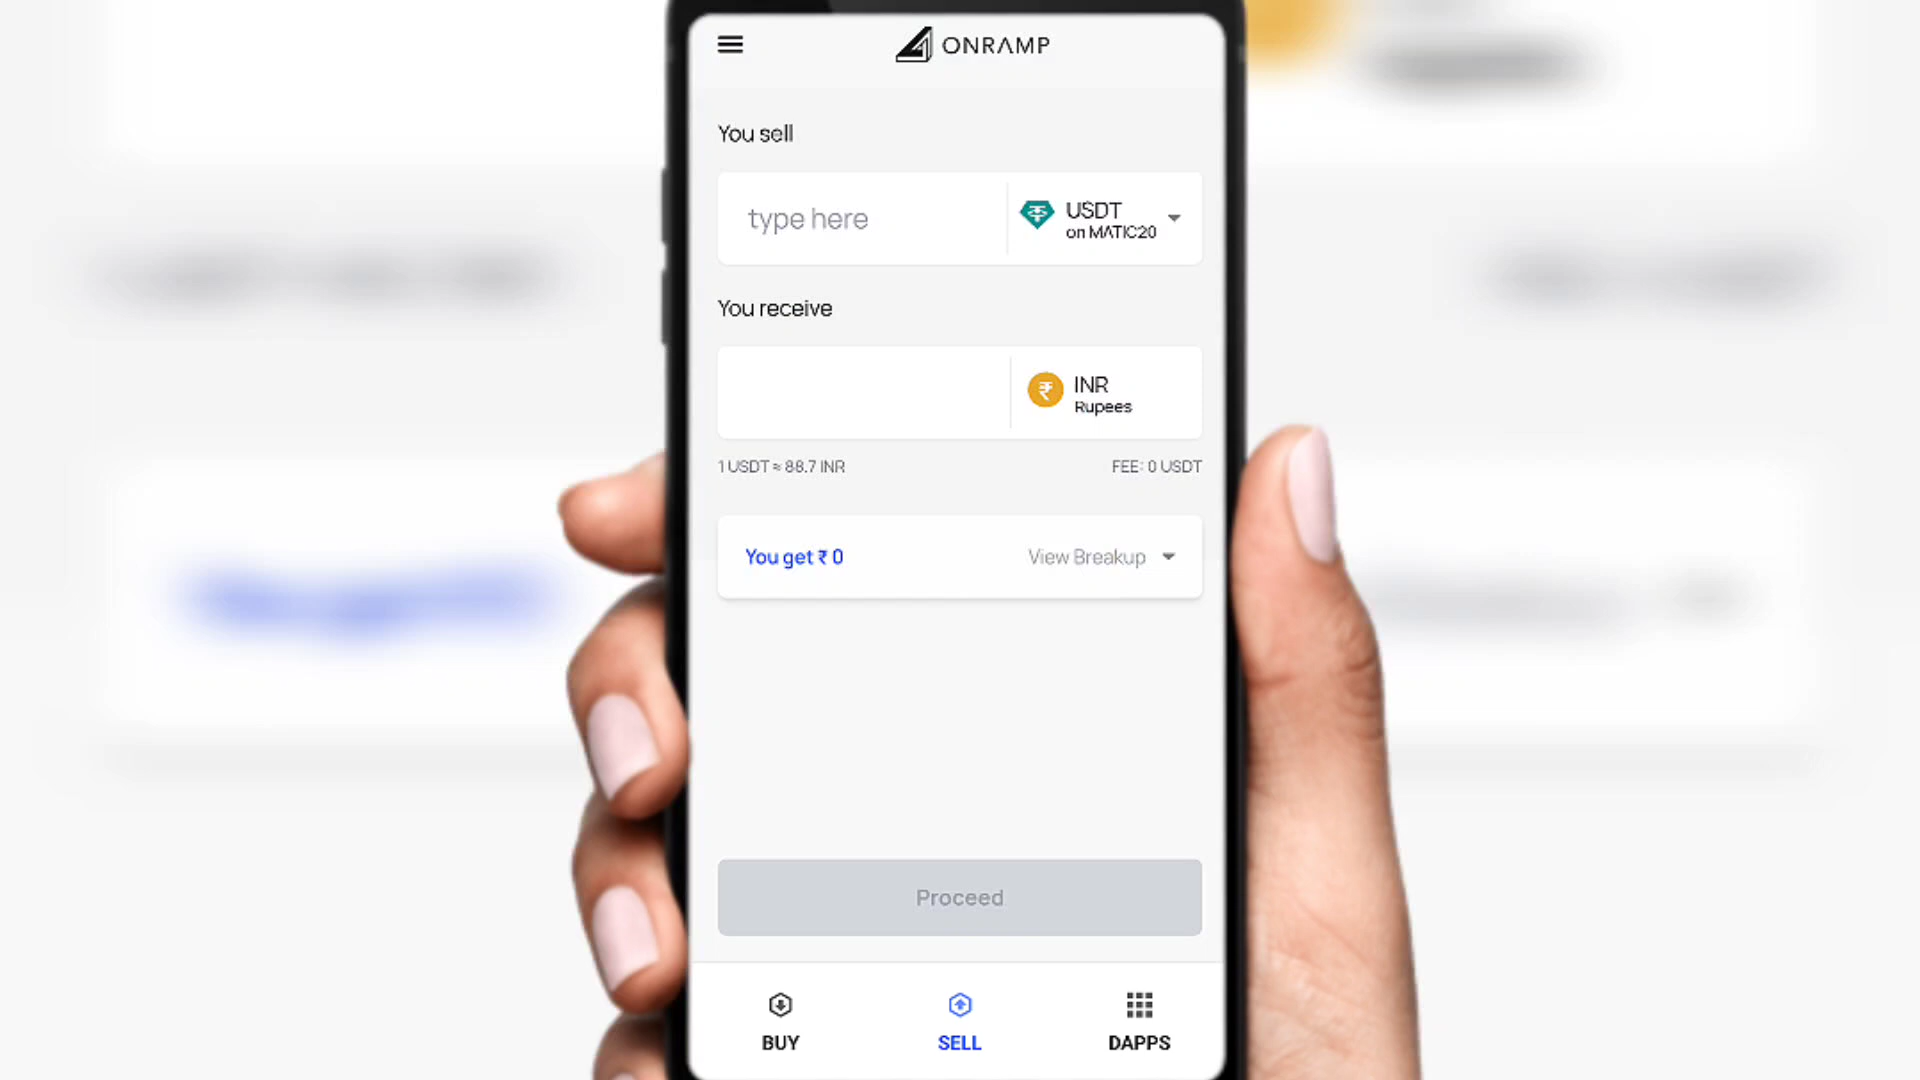 ONRAMP
You sell
type here
USDT
on MATIC20
You receive
₹
INR
Rupees
1 USDT ≈ 88.7 INR
FEE: 0 USDT
You get ₹ 0
View Breakup
Proceed
BUY
SELL
DAPPS